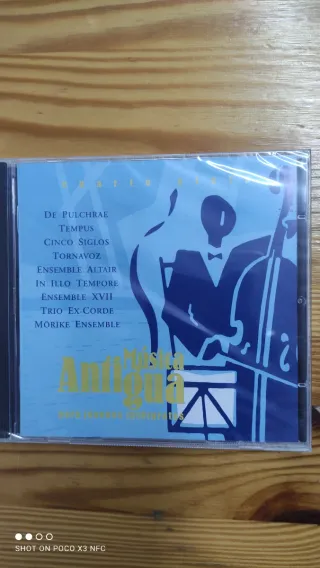 De Pulchrae
Tempus
Cinco Siglos
Tornavoz
Ensemble Altair
In Illo Tempore
Ensemble XVII
Trio Ex-Corde
Mörike Ensemble
Música
Antigua
SHOT ON POCO X3 NFC